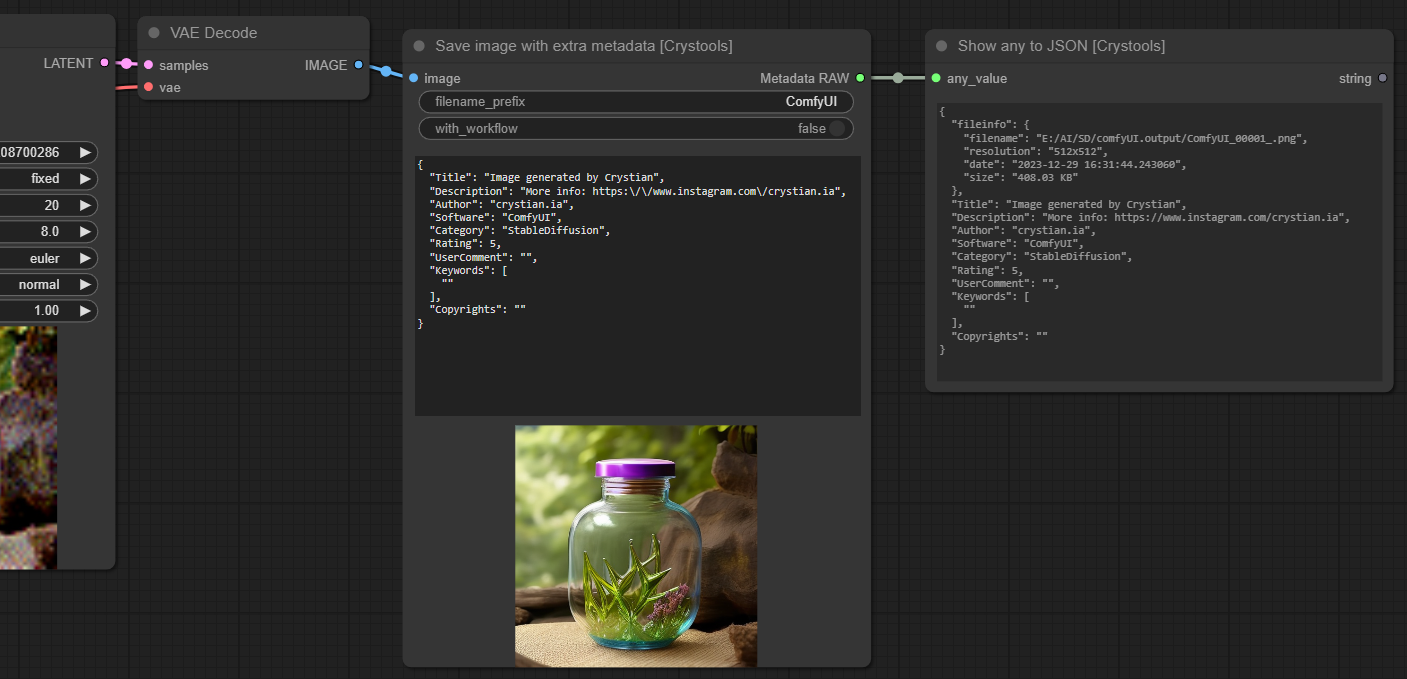 LATENT
08700286
fixed
20
8.0
euler
normal
1.00
VAE Decode
samples IMAGE
vae
Save image with extra metadata [Crystools]
image Metadata RAW
filename_prefix ComfyUI
with_workflow false
{
"Title": "Image generated by Crystian",
"Description": "More info: https:\/\/www.instagram.com\/crystian.ia",
"Author": "crystian.ia",
"Software": "ComfyUI",
"Category": "StableDiffusion",
"Rating": 5,
"UserComment": "",
"Keywords": [
""
],
"Copyrights": ""
}
Show any to JSON [Crystools]
any_value string
{
"fileinfo": {
"filename": "E:/AI/SD/comfyUI.output/ComfyUI_00001_.png",
"resolution": "512x512",
"date": "2023-12-29 16:31:44.243060",
"size": "408.03 KB"
},
"Title": "Image generated by Crystian",
"Description": "More info: https://www.instagram.com/crystian.ia",
"Author": "crystian.ia",
"Software": "ComfyUI",
"Category": "StableDiffusion",
"Rating": 5,
"UserComment": "",
"Keywords": [
""
],
"Copyrights": ""
}